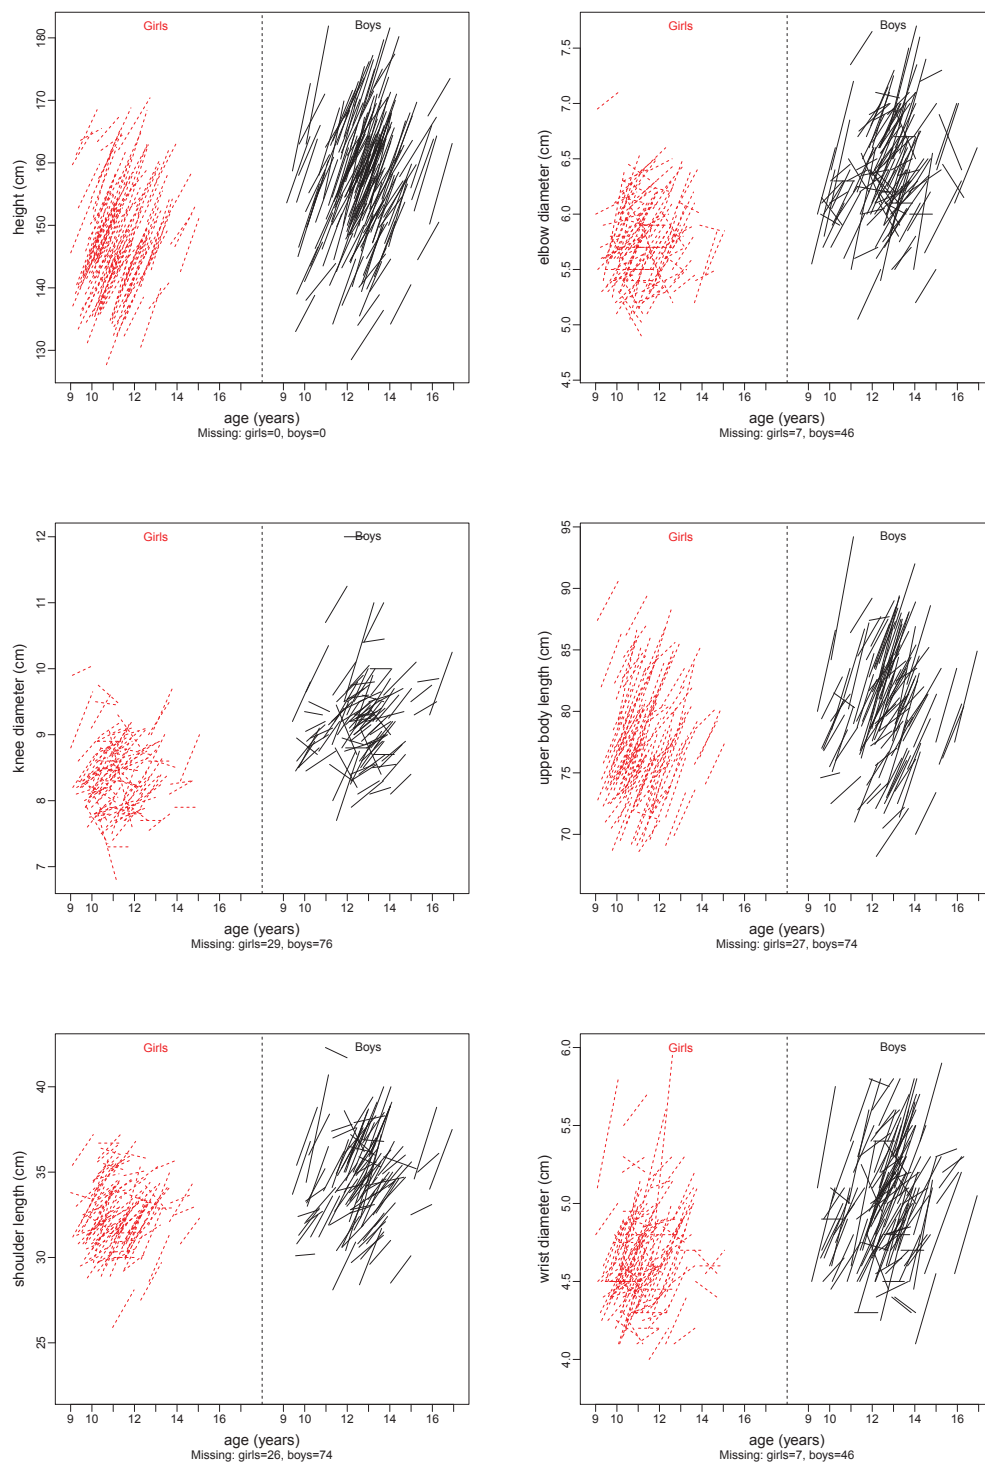 Girls Boys
height (cm)
180
170
160
150
140
130
9 10 12 14 16 9 10 12 14 16
age (years)
Missing: girls=0, boys=0
Girls Boys
elbow diameter (cm)
7.5
7.0
6.5
6.0
5.5
5.0
4.5
9 10 12 14 16 9 10 12 14 16
age (years)
Missing: girls=7, boys=46
Girls Boys
knee diameter (cm)
12
11
10
9
8
7
9 10 12 14 16 9 10 12 14 16
age (years)
Missing: girls=29, boys=76
Girls Boys
upper body length (cm)
95
90
85
80
75
70
9 10 12 14 16 9 10 12 14 16
age (years)
Missing: girls=27, boys=74
Girls Boys
shoulder length (cm)
40
35
30
25
9 10 12 14 16 9 10 12 14 16
age (years)
Missing: girls=26, boys=74
Girls Boys
wrist diameter (cm)
6.0
5.5
5.0
4.5
4.0
9 10 12 14 16 9 10 12 14 16
age (years)
Missing: girls=7, boys=46